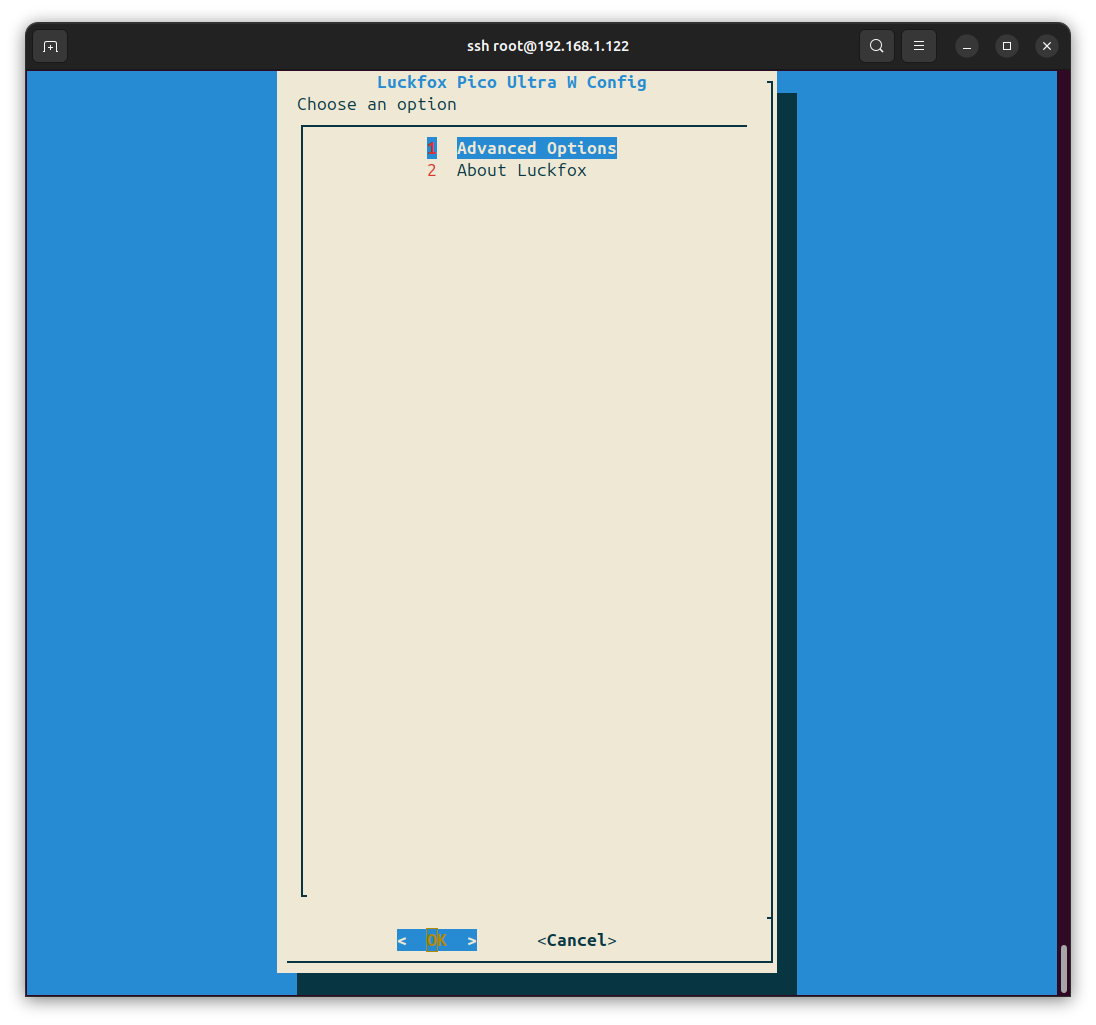 ssh root@192.168.1.122
Luckfox Pico Ultra W Config
Choose an option
1 Advanced Options
2 About Luckfox
< OK > <Cancel>